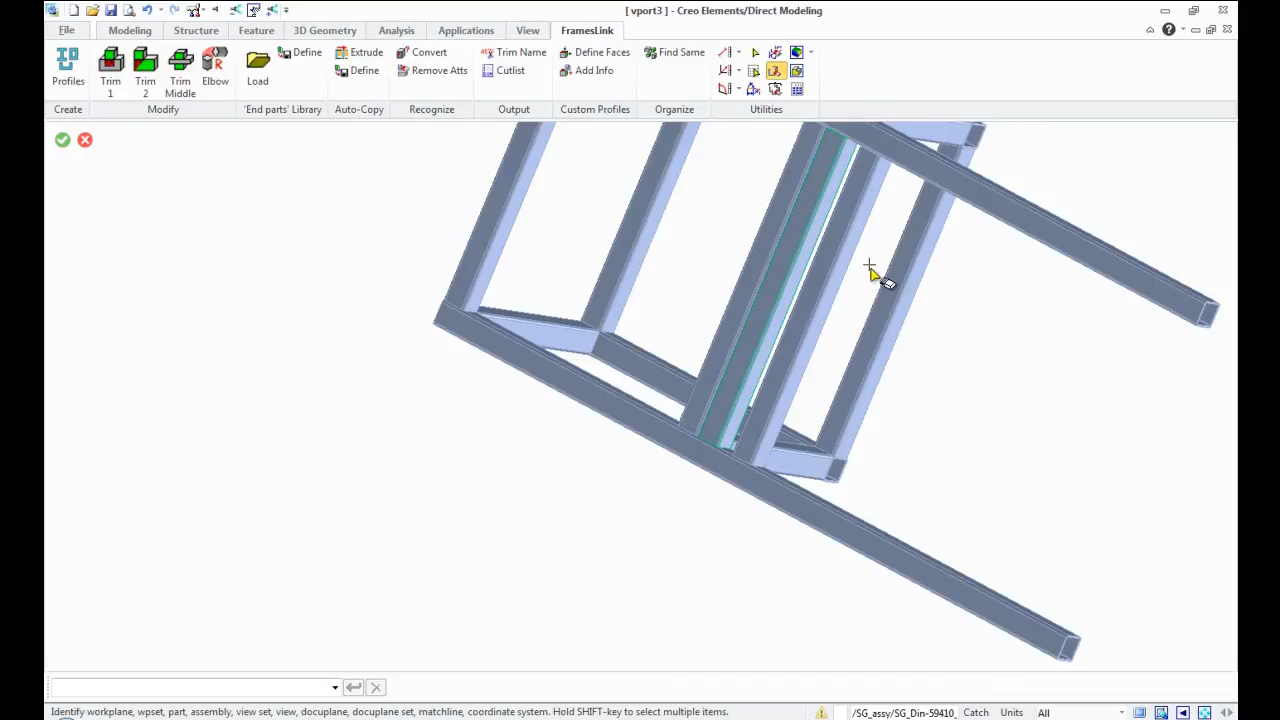 [ vport3 ] - Creo Elements/Direct Modeling
File Modeling Structure Feature 3D Geometry Analysis Applications View FramesLink
Profiles Trim 1 Trim 2 Trim Middle Elbow Load Define Extrude Define Convert Remove Atts Trim Name Cutlist Define Faces Add Info Find Same
Create Modify 'End parts' Library Auto-Copy Recognize Output Custom Profiles Organize Utilities
Identify workplane, wpset, part, assembly, view set, view, docuplane, docuplane set, matchline, coordinate system. Hold SHIFT-key to select multiple items. /SG_assy/SG_Din-59410_ Catch Units All